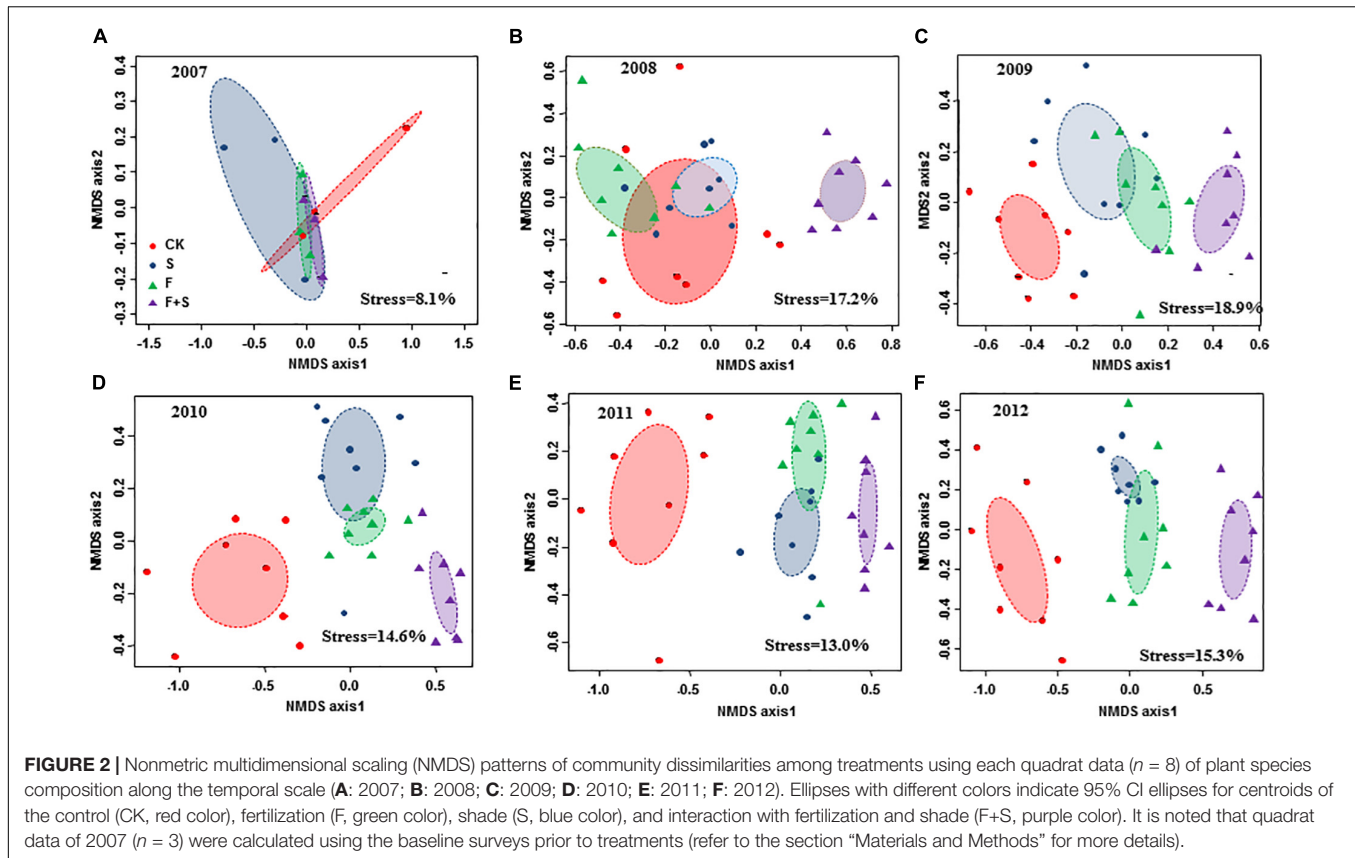 A
2007
NMDS axis2
0.4
0.3
0.2
0.1
0.0
-0.1
-0.2
-0.3
CK
S
F
F+S
-
Stress=8.1%
-1.5 -1.0 -0.5 0.0 0.5 1.0 1.5
NMDS axis1
B
2008
NMDS axis2
0.6
0.4
0.2
0.0
-0.2
-0.4
-0.6
Stress=17.2%
-0.6 -0.4 -0.2 0.0 0.2 0.4 0.6 0.8
NMDS axis1
C
2009
MDS2 axis2
0.4
0.2
0.0
-0.2
-0.4
-
Stress=18.9%
-0.6 -0.4 -0.2 0.0 0.2 0.4 0.6
NMDS axis1
D
2010
NMDS axis2
0.4
0.2
0.0
0.2
0.4
Stress=14.6%
-1.0 -0.5 0.0 0.5
NMDS axis1
E
2011
NMDS axis2
0.4
0.2
0.0
-0.2
-0.4
-0.6
Stress=13.0%
-1.0 -0.5 0.0 0.5
NMDS axis1
F
2012
NMDS axis2
0.6
0.4
0.2
0.0
-0.2
-0.4
-0.6
Stress=15.3%
-1.0 -0.5 0.0 0.5
NMDS axis1
FIGURE 2 | Nonmetric multidimensional scaling (NMDS) patterns of community dissimilarities among treatments using each quadrat data (n = 8) of plant species
composition along the temporal scale (A: 2007; B: 2008; C: 2009; D: 2010; E: 2011; F: 2012). Ellipses with different colors indicate 95% CI ellipses for centroids of
the control (CK, red color), fertilization (F, green color), shade (S, blue color), and interaction with fertilization and shade (F+S, purple color). It is noted that quadrat
data of 2007 (n = 3) were calculated using the baseline surveys prior to treatments (refer to the section “Materials and Methods” for more details).